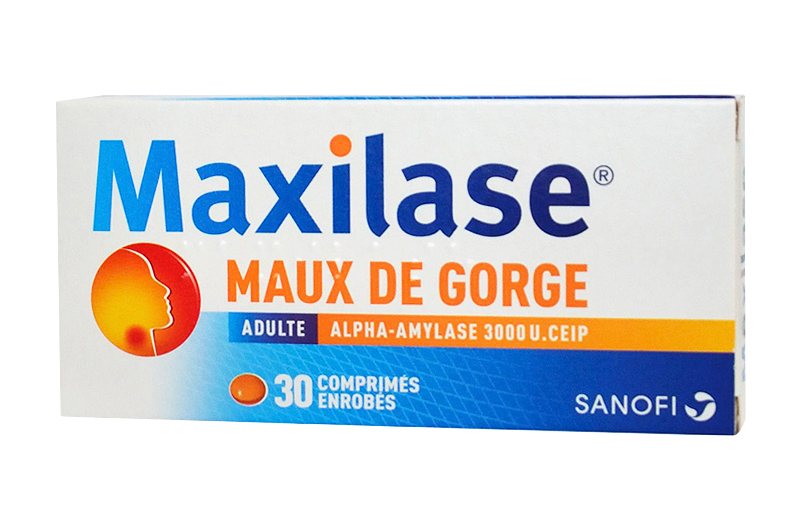 Maxilase®
MAUX DE GORGE
ADULTE ALPHA-AMYLASE 3000 U.CEIP
30 COMPRIMÉS
ENROBÉS
SANOFI